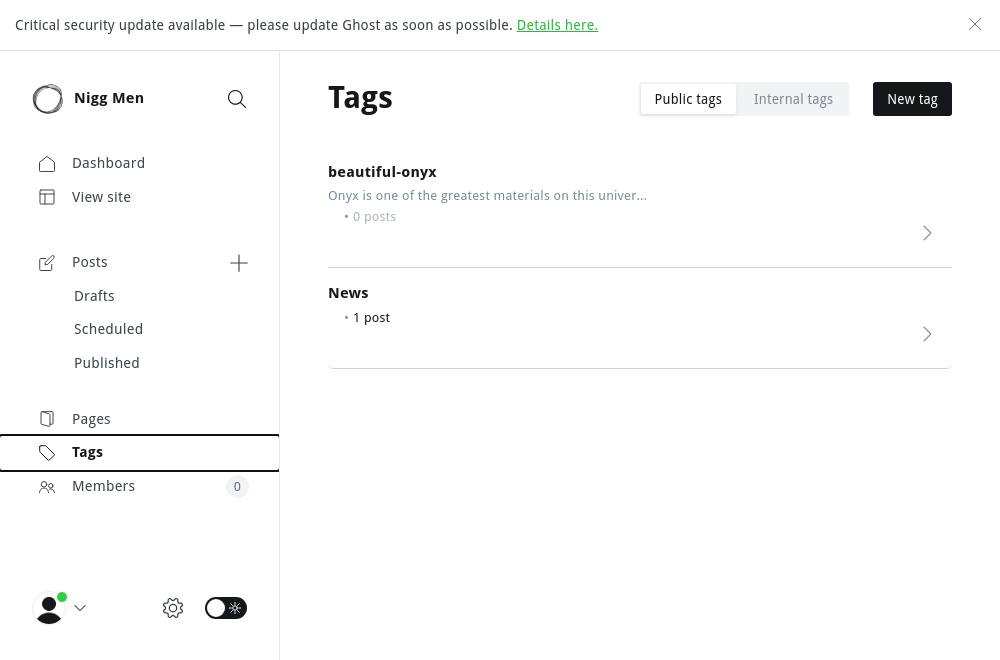 Critical security update available — please update Ghost as soon as possible. Details here.
Nigg Men
Dashboard
View site
Posts
Drafts
Scheduled
Published
Pages
Tags
Members
0
Tags
Public tags
Internal tags
New tag
beautiful-onyx
Onyx is one of the greatest materials on this univer...
• 0 posts
News
• 1 post